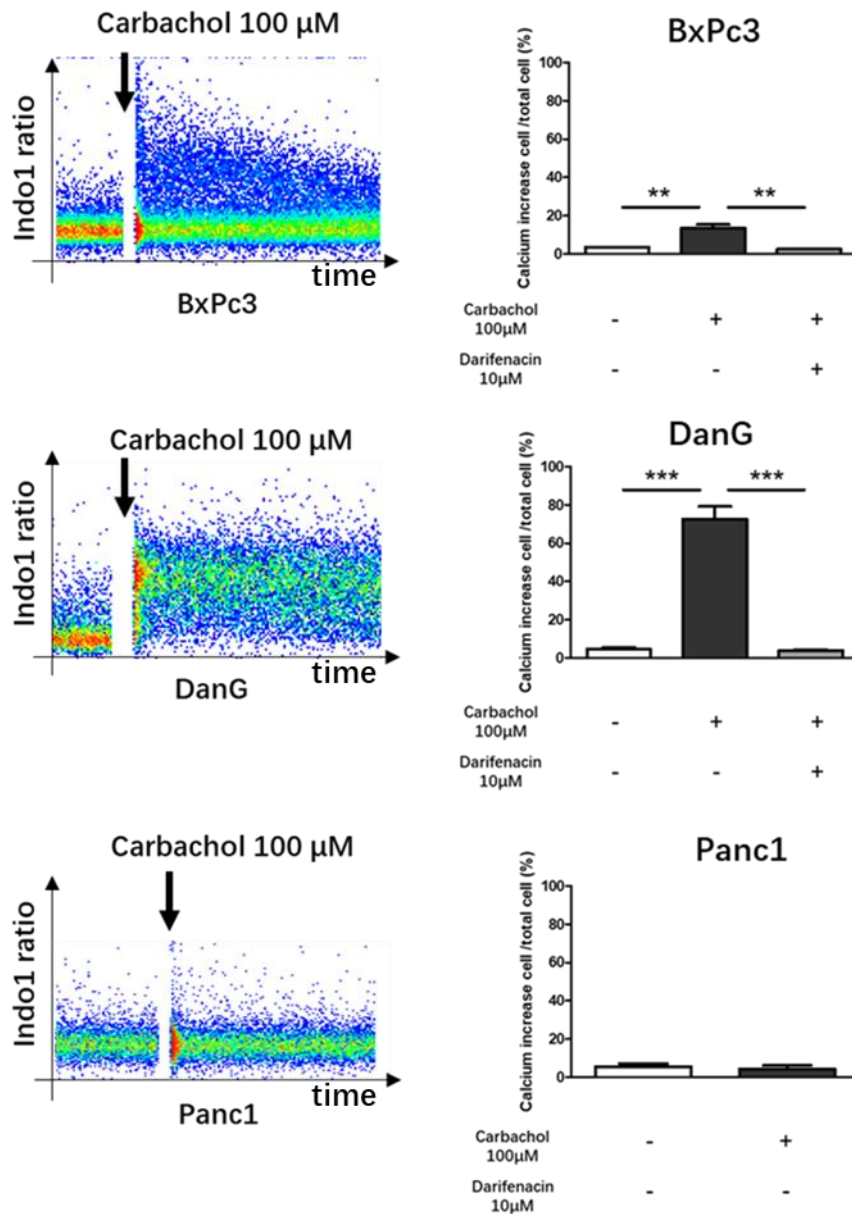 Carbachol 100 μM
Indo1 ratio
time
BxPc3
BxPc3
Calcium increase cell /total cell (%)
100
80
60
40
20
0
** **
Carbachol
100μM
- + +
Darifenacin
10μM
- - +
Carbachol 100 μM
Indo1 ratio
time
DanG
DanG
Calcium increase cell /total cell (%)
100
80
60
40
20
0
*** ***
Carbachol
100μM
- + +
Darifenacin
10μM
- - +
Carbachol 100 μM
Indo1 ratio
time
Panc1
Panc1
Calcium increase cell /total cell (%)
100
80
60
40
20
0
Carbachol
100μM
- +
Darifenacin
10μM
- -